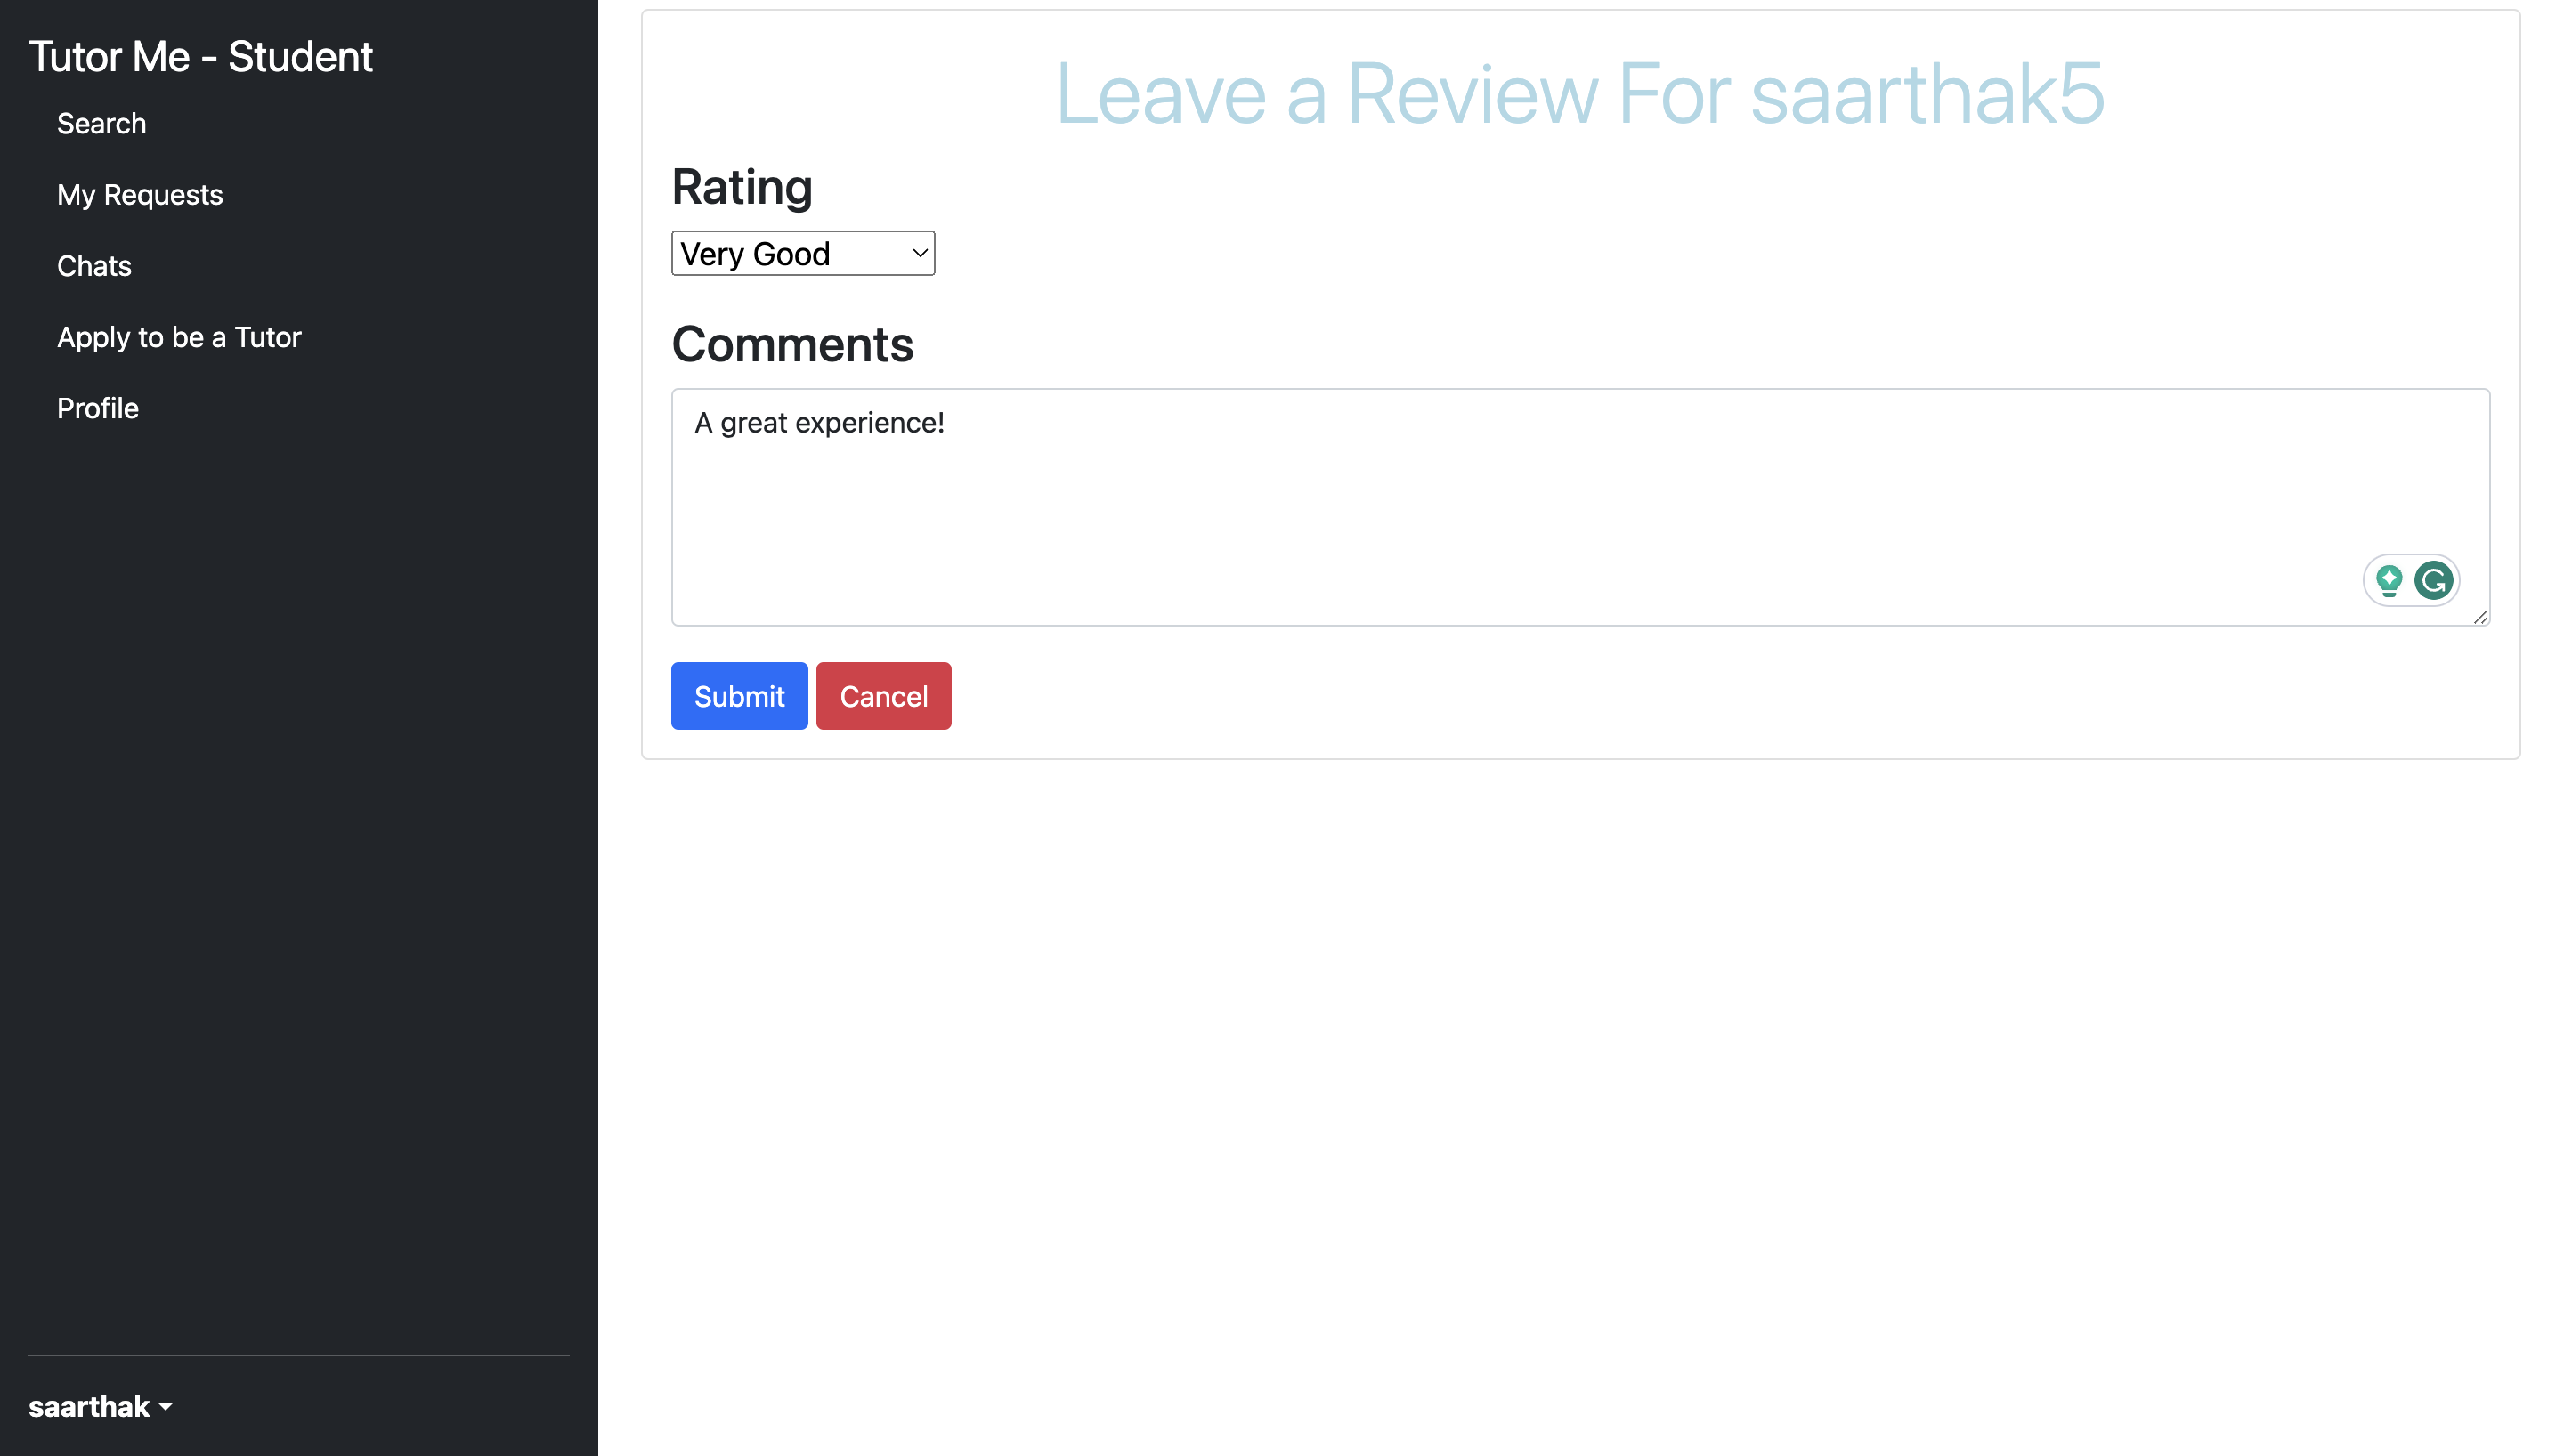 Tutor Me - Student
Search
My Requests
Chats
Apply to be a Tutor
Profile
saarthak
Leave a Review For saarthak5
Rating
Very Good
Comments
A great experience!
Submit
Cancel